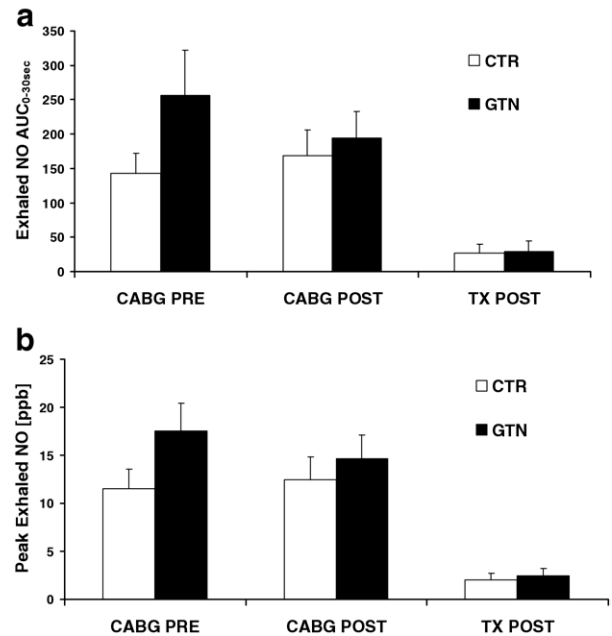 a
Exhaled NO AUC0-30sec
350
300
250
200
150
100
50
0
CTR
GTN
CABG PRE CABG POST TX POST
b
Peak Exhaled NO [ppb]
25
20
15
10
5
0
CTR
GTN
CABG PRE CABG POST TX POST